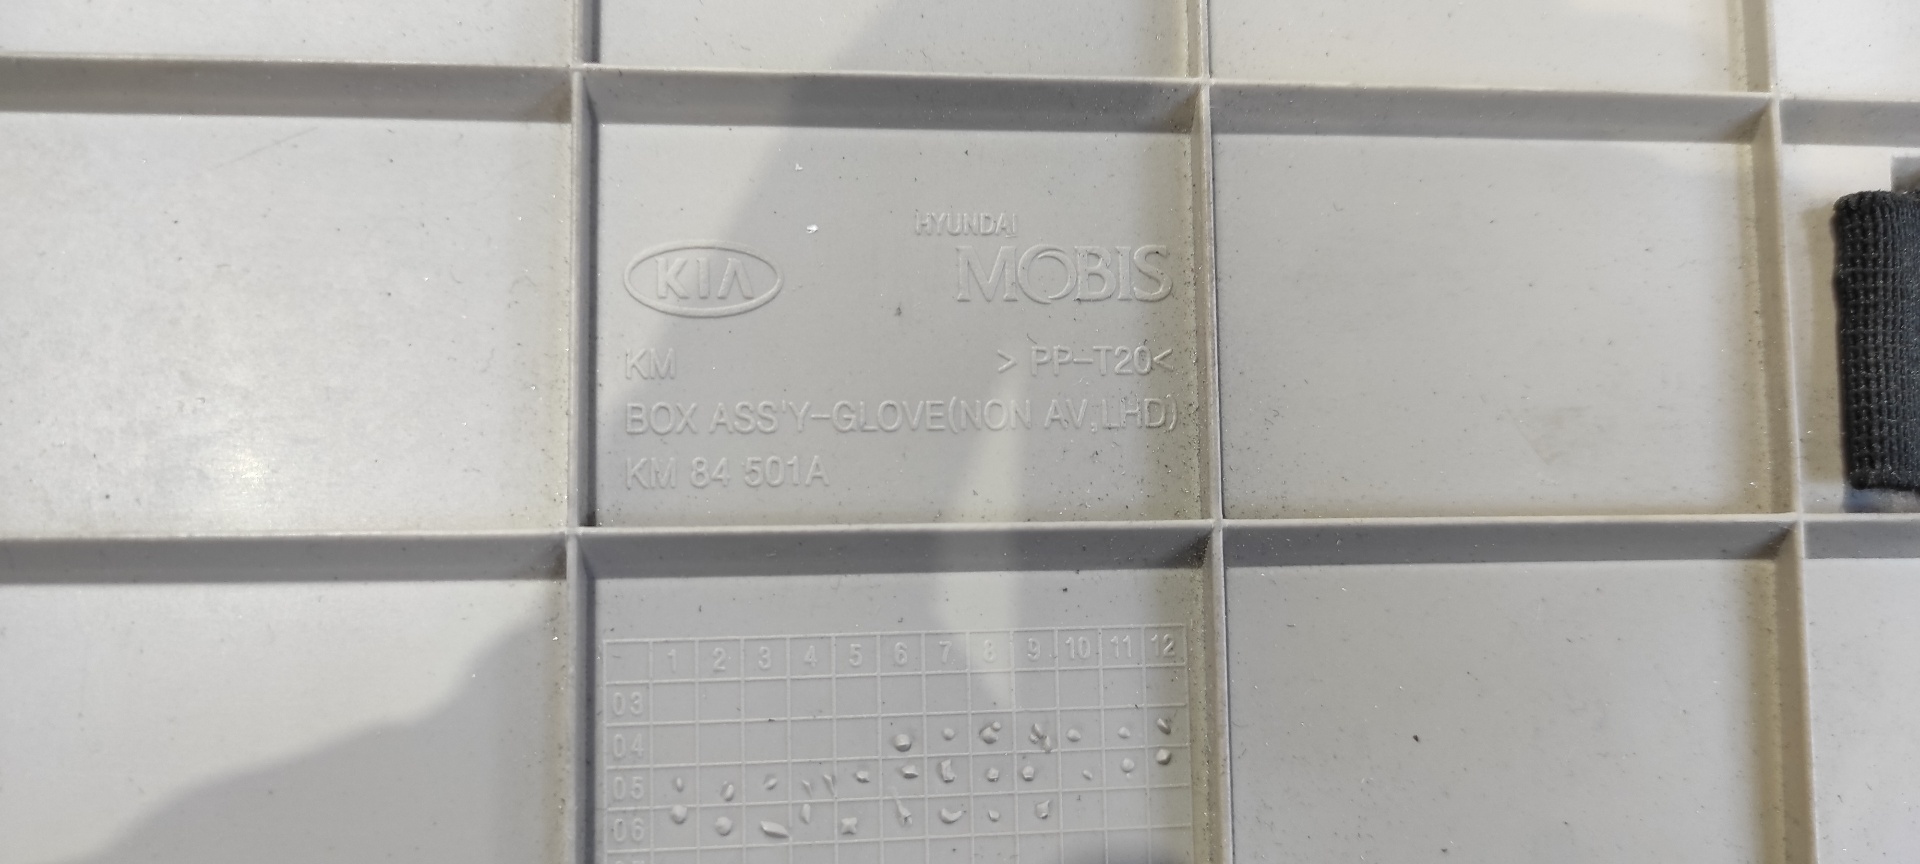 HYUNDAI
KIA MOBIS
KM >PP-T20<
BOX ASS'Y-GLOVE(NON AV,LHD)
KM 84 501A
- 1 2 3 4 5 6 7 8 9 10 11 12
03
04
05
06